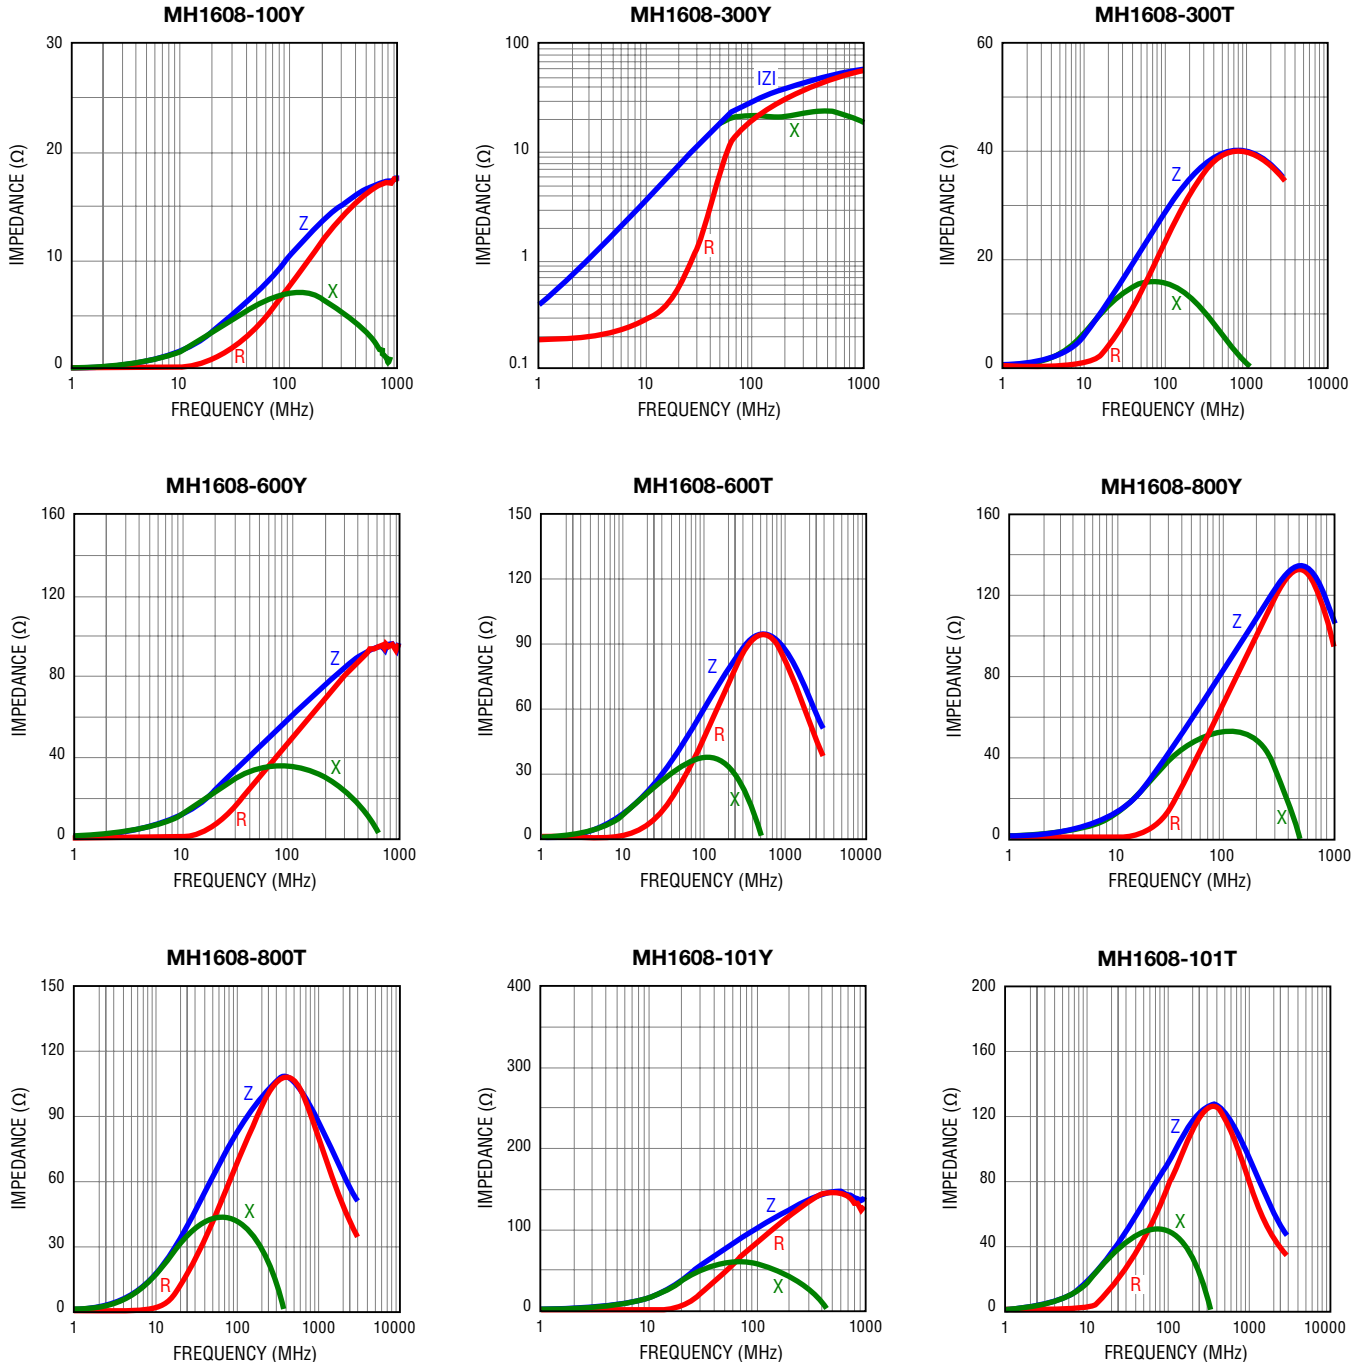 MH1608-100Y
30
20
10
0
IMPEDANCE (Ω)
Z
X
R
1 10 100 1000
FREQUENCY (MHz)
MH1608-300Y
100
10
1
0.1
IMPEDANCE (Ω)
IZI
X
R
1 10 100 1000
FREQUENCY (MHz)
MH1608-300T
60
40
20
0
IMPEDANCE (Ω)
Z
X
R
1 10 100 1000 10000
FREQUENCY (MHz)
MH1608-600Y
160
120
80
40
0
IMPEDANCE (Ω)
Z
X
R
1 10 100 1000
FREQUENCY (MHz)
MH1608-600T
150
120
90
60
30
0
IMPEDANCE (Ω)
Z
R
X
1 10 100 1000 10000
FREQUENCY (MHz)
MH1608-800Y
160
120
80
40
0
IMPEDANCE (Ω)
Z
R
X
1 10 100 1000
FREQUENCY (MHz)
MH1608-800T
150
120
90
60
30
0
IMPEDANCE (Ω)
Z
X
R
1 10 100 1000 10000
FREQUENCY (MHz)
MH1608-101Y
400
300
200
100
0
IMPEDANCE (Ω)
Z
R
X
1 10 100 1000
FREQUENCY (MHz)
MH1608-101T
200
160
120
80
40
0
IMPEDANCE (Ω)
Z
X
R
1 10 100 1000 10000
FREQUENCY (MHz)